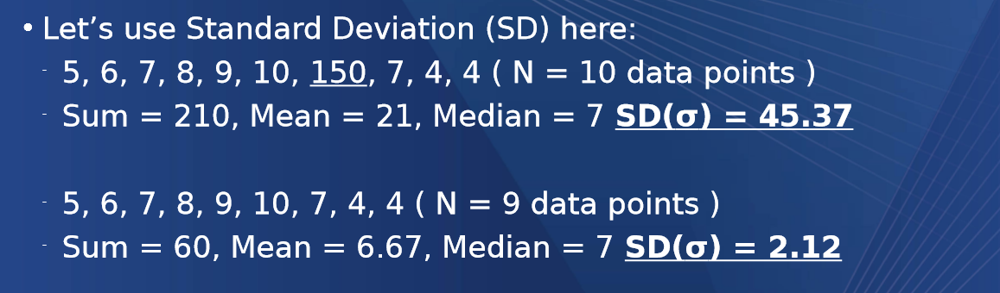 • Let’s use Standard Deviation (SD) here:
- 5, 6, 7, 8, 9, 10, 150, 7, 4, 4 ( N = 10 data points )
- Sum = 210, Mean = 21, Median = 7 SD(σ) = 45.37
- 5, 6, 7, 8, 9, 10, 7, 4, 4 ( N = 9 data points )
- Sum = 60, Mean = 6.67, Median = 7 SD(σ) = 2.12